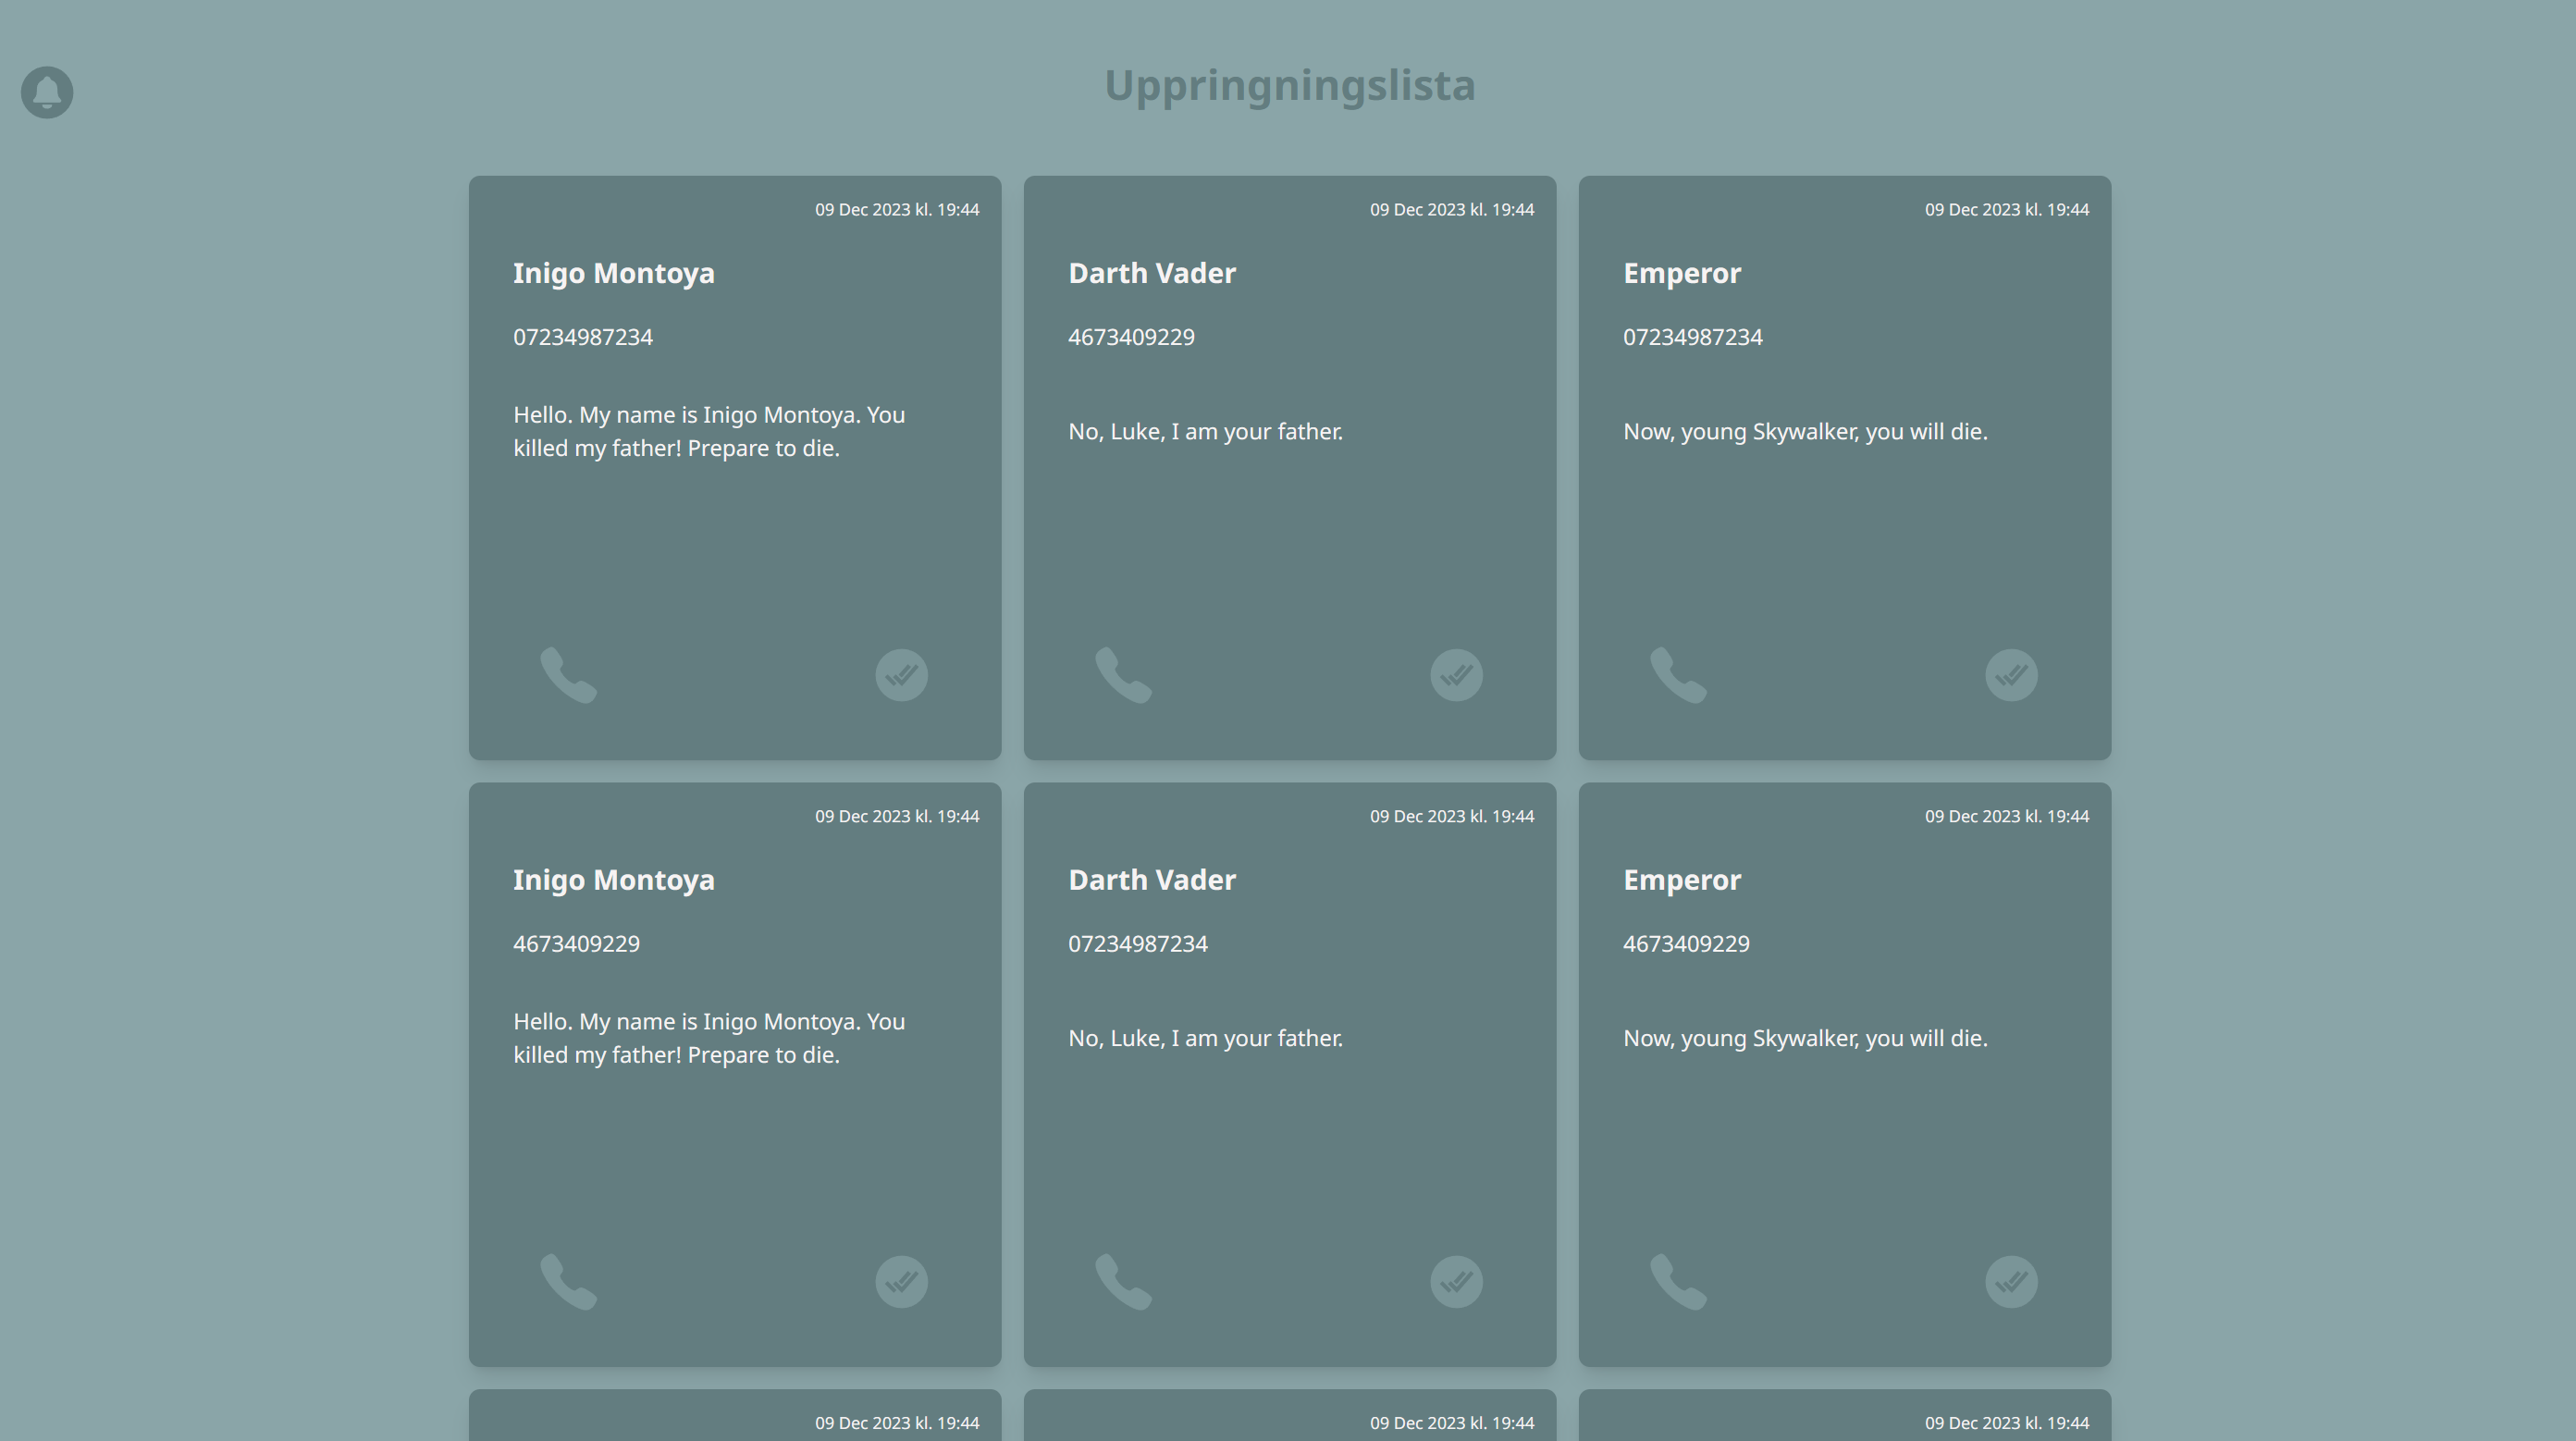 Uppringningslista
09 Dec 2023 kl. 19:44
Inigo Montoya
07234987234
Hello. My name is Inigo Montoya. You
killed my father! Prepare to die.
09 Dec 2023 kl. 19:44
Darth Vader
4673409229
No, Luke, I am your father.
09 Dec 2023 kl. 19:44
Emperor
07234987234
Now, young Skywalker, you will die.
09 Dec 2023 kl. 19:44
Inigo Montoya
4673409229
Hello. My name is Inigo Montoya. You
killed my father! Prepare to die.
09 Dec 2023 kl. 19:44
Darth Vader
07234987234
No, Luke, I am your father.
09 Dec 2023 kl. 19:44
Emperor
4673409229
Now, young Skywalker, you will die.
09 Dec 2023 kl. 19:44
09 Dec 2023 kl. 19:44
09 Dec 2023 kl. 19:44